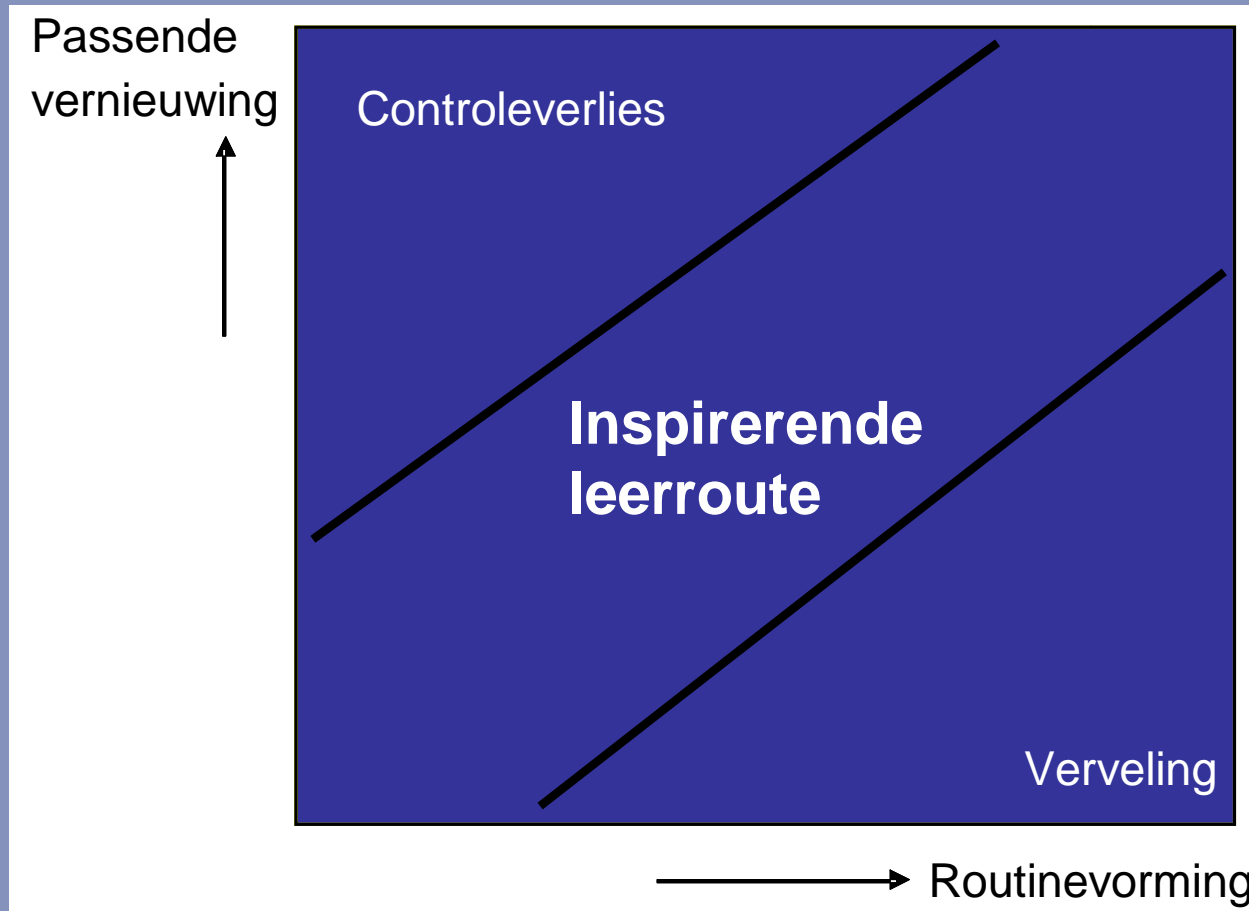 Passende
vernieuwing
Controleverlies
Inspirerende
leerroute
Verveling
Routinevorming